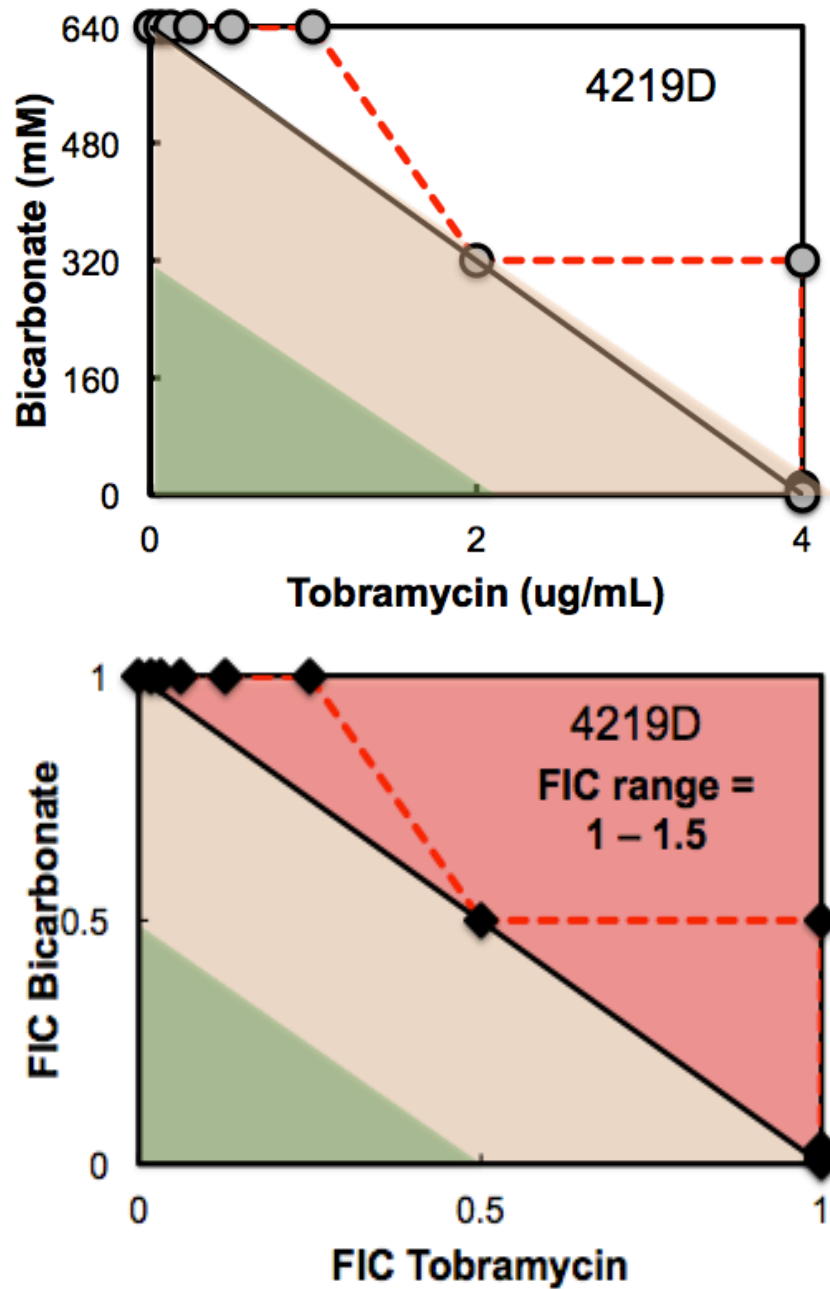 640
4219D
480
320
160
0
0
2
4
Bicarbonate (mM)
Tobramycin (ug/mL)
1
4219D
FIC range =
1 – 1.5
0.5
0
0
0.5
1
FIC Bicarbonate
FIC Tobramycin